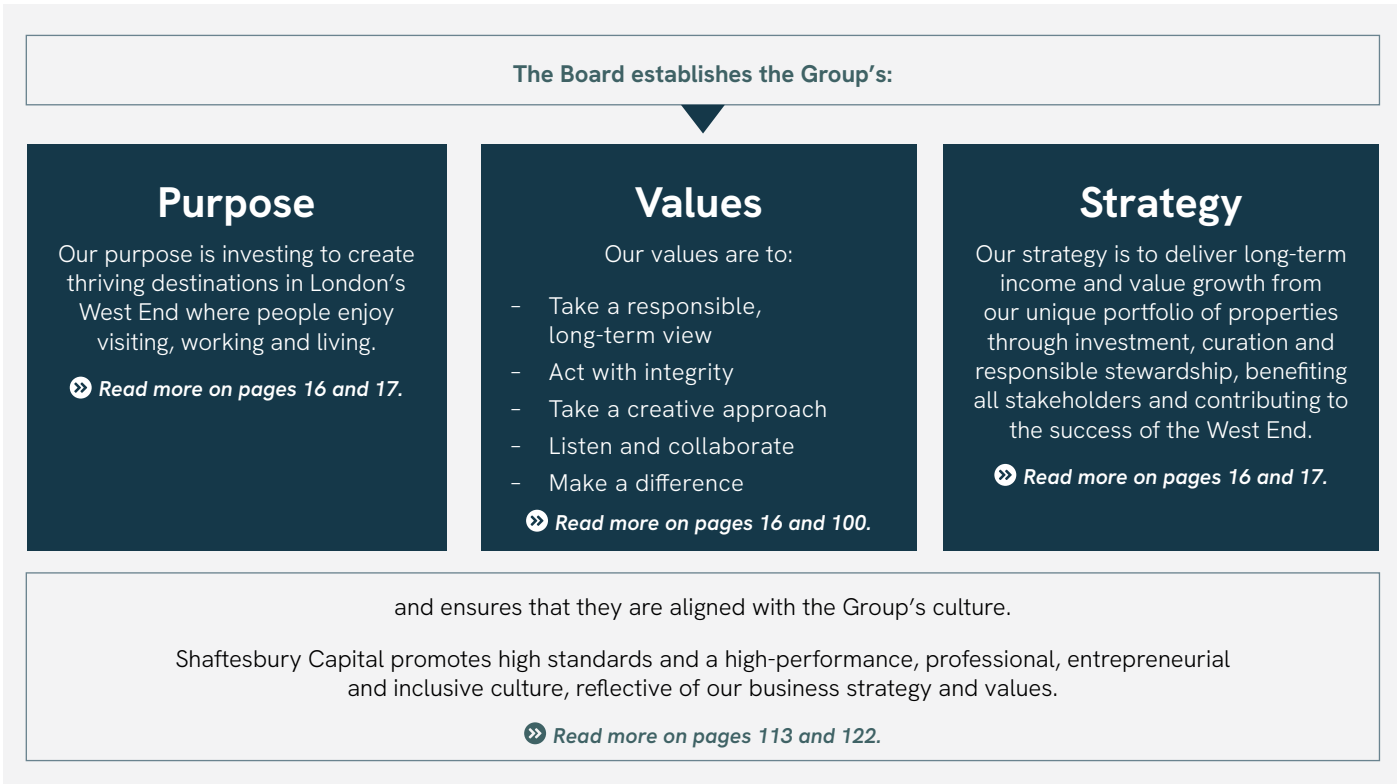 The Board establishes the Group’s:
Purpose
Our purpose is investing to create
thriving destinations in London’s
West End where people enjoy
visiting, working and living.
Read more on pages 16 and 17.
Values
Our values are to:
– Take a responsible,
long-term view
– Act with integrity
– Take a creative approach
– Listen and collaborate
– Make a difference
Read more on pages 16 and 100.
Strategy
Our strategy is to deliver long-term
income and value growth from
our unique portfolio of properties
through investment, curation and
responsible stewardship, benefiting
all stakeholders and contributing to
the success of the West End.
Read more on pages 16 and 17.
and ensures that they are aligned with the Group’s culture.
Shaftesbury Capital promotes high standards and a high-performance, professional, entrepreneurial
and inclusive culture, reflective of our business strategy and values.
Read more on pages 113 and 122.